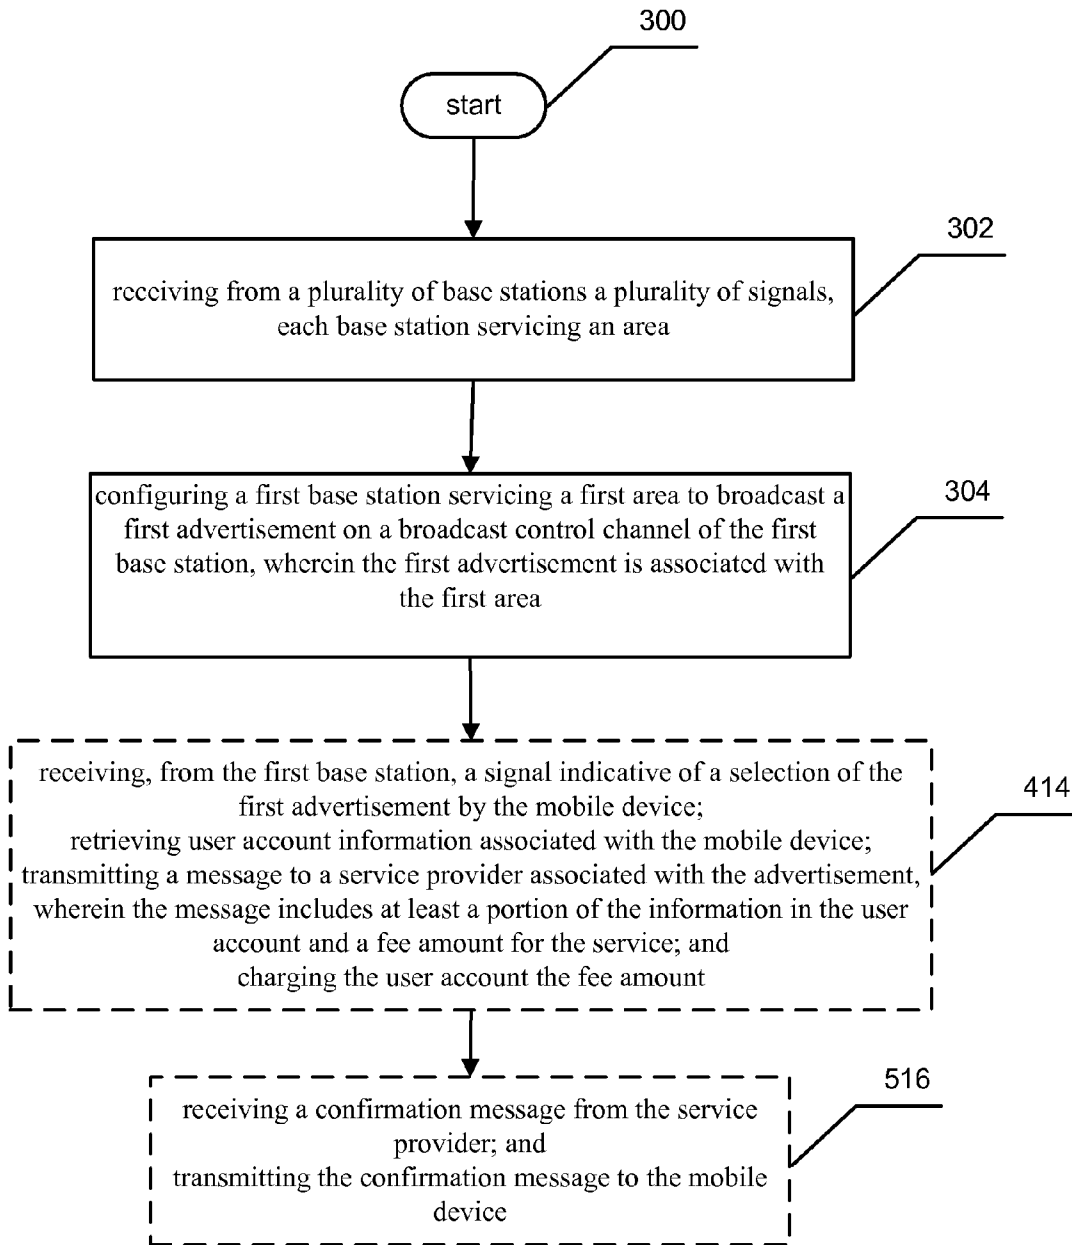 300
start
302
receiving from a plurality of base stations a plurality of signals,
each base station servicing an area
304
configuring a first base station servicing a first area to broadcast a
first advertisement on a broadcast control channel of the first
base station, wherein the first advertisement is associated with
the first area
414
receiving, from the first base station, a signal indicative of a selection of the
first advertisement by the mobile device;
retrieving user account information associated with the mobile device;
transmitting a message to a service provider associated with the advertisement,
wherein the message includes at least a portion of the information in the user
account and a fee amount for the service; and
charging the user account the fee amount
516
receiving a confirmation message from the service
provider; and
transmitting the confirmation message to the mobile
device